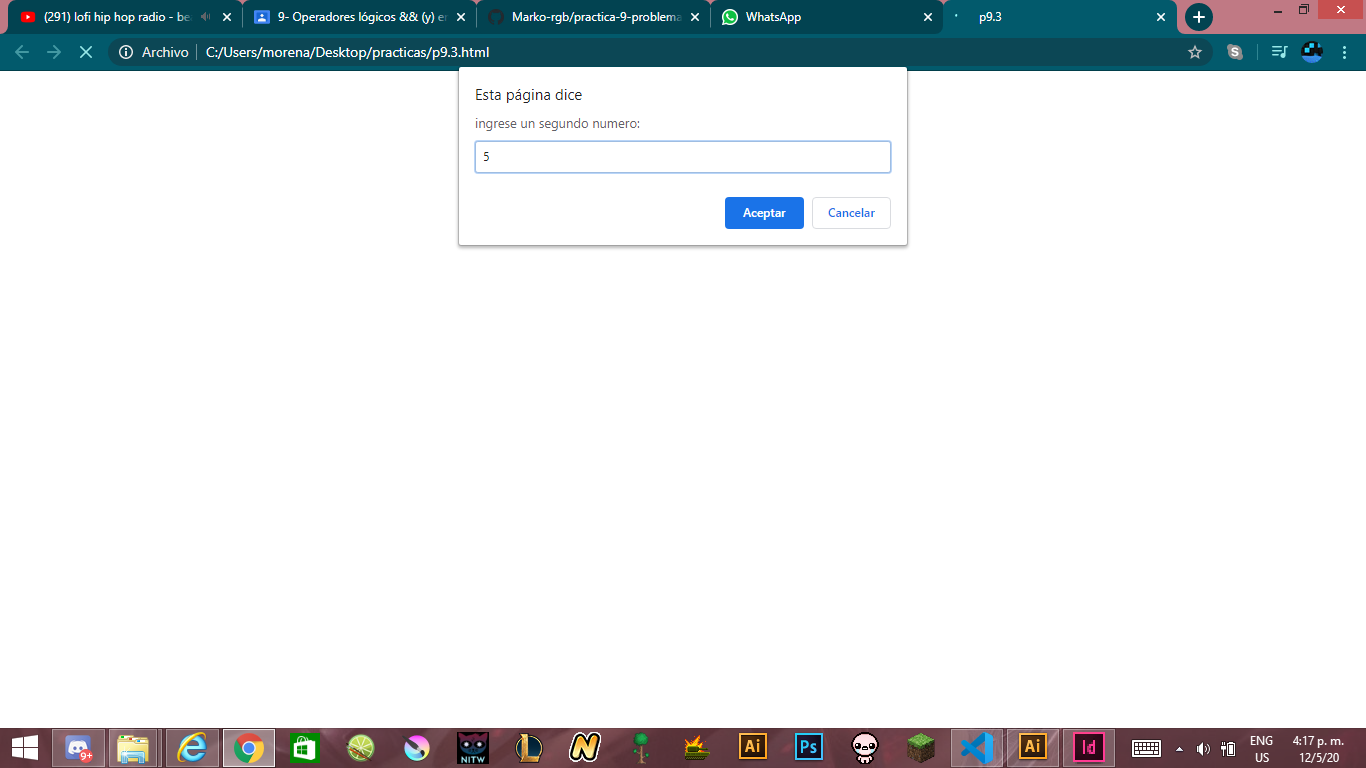 (291) lofi hip hop radio - be
9- Operadores lógicos && (y) en
Marko-rgb/practica-9-problema
WhatsApp
p9.3
Archivo
C:/Users/morena/Desktop/practicas/p9.3.html
Esta página dice
ingrese un segundo numero:
5
Aceptar
Cancelar
9+
NITW
N
Ai
Ps
Ai
Id
ENG
US
4:17 p. m.
12/5/20